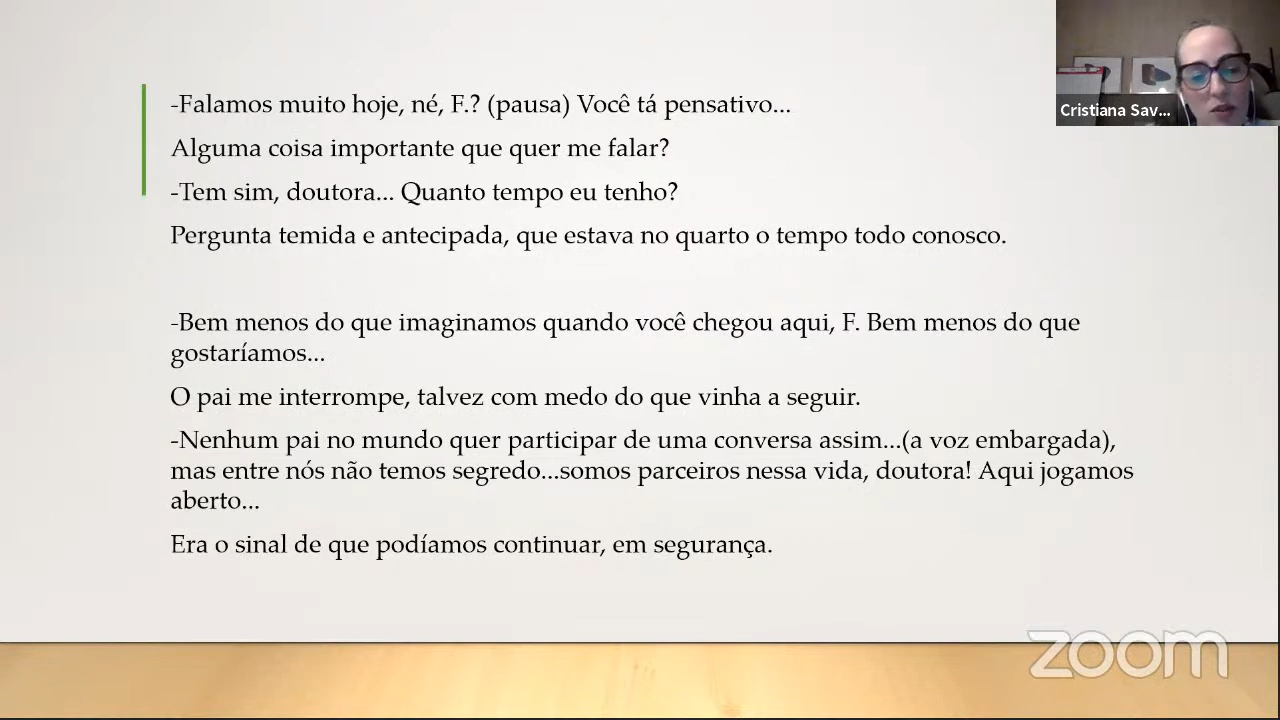 -Falamos muito hoje, né, F.? (pausa) Você tá pensativo...
Alguma coisa importante que quer me falar?
-Tem sim, doutora... Quanto tempo eu tenho?
Pergunta temida e antecipada, que estava no quarto o tempo todo conosco.
-Bem menos do que imaginamos quando você chegou aqui, F. Bem menos do que
gostaríamos...
O pai me interrompe, talvez com medo do que vinha a seguir.
-Nenhum pai no mundo quer participar de uma conversa assim...(a voz embargada),
mas entre nós não temos segredo...somos parceiros nessa vida, doutora! Aqui jogamos
aberto...
Era o sinal de que podíamos continuar, em segurança.
Cristiana Sav...
zoom